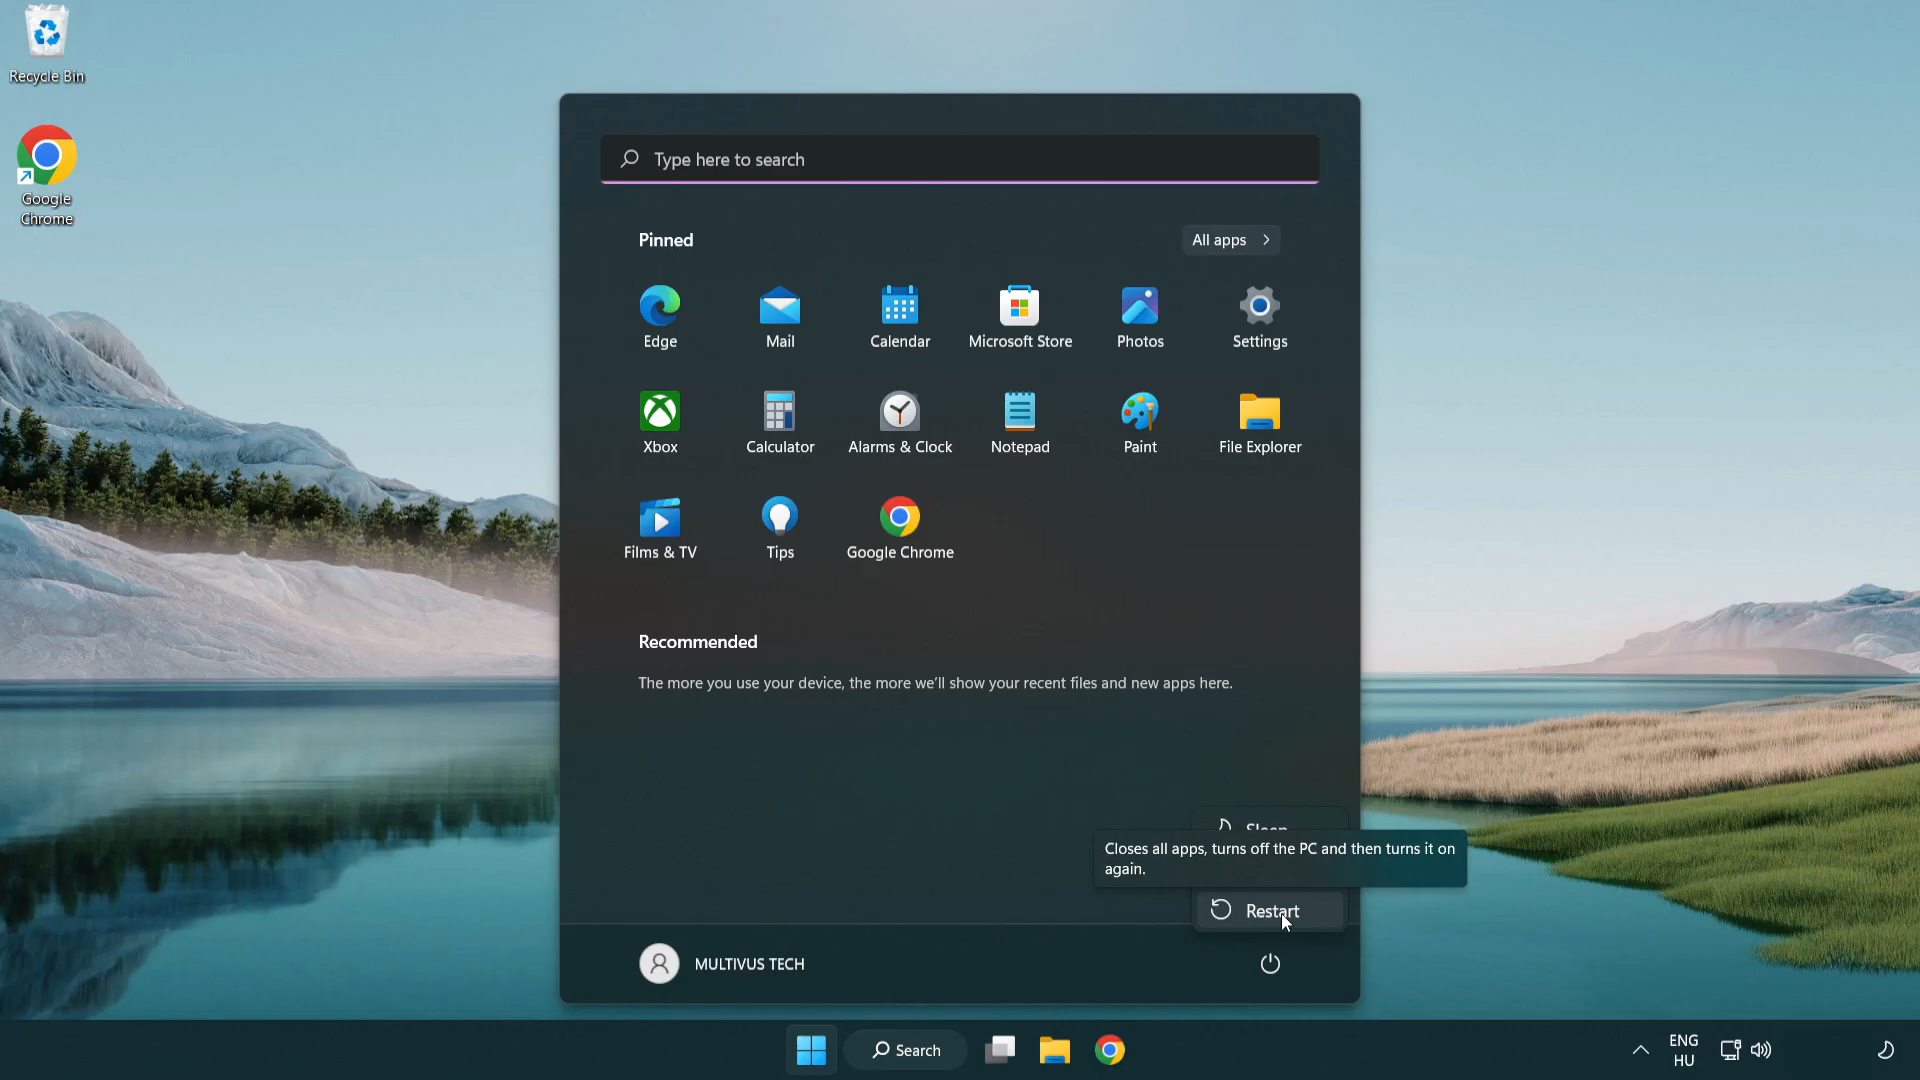 Recycle Bin
Google
Chrome
Type here to search
Pinned
All apps
Edge
Mail
Calendar
Microsoft Store
Photos
Settings
Xbox
Calculator
Alarms & Clock
Notepad
Paint
File Explorer
Films & TV
Tips
Google Chrome
Recommended
The more you use your device, the more we'll show your recent files and new apps here.
Sleep
Closes all apps, turns off the PC and then turns it on
again.
Restart
MULTIVUS TECH
Search
ENG
HU